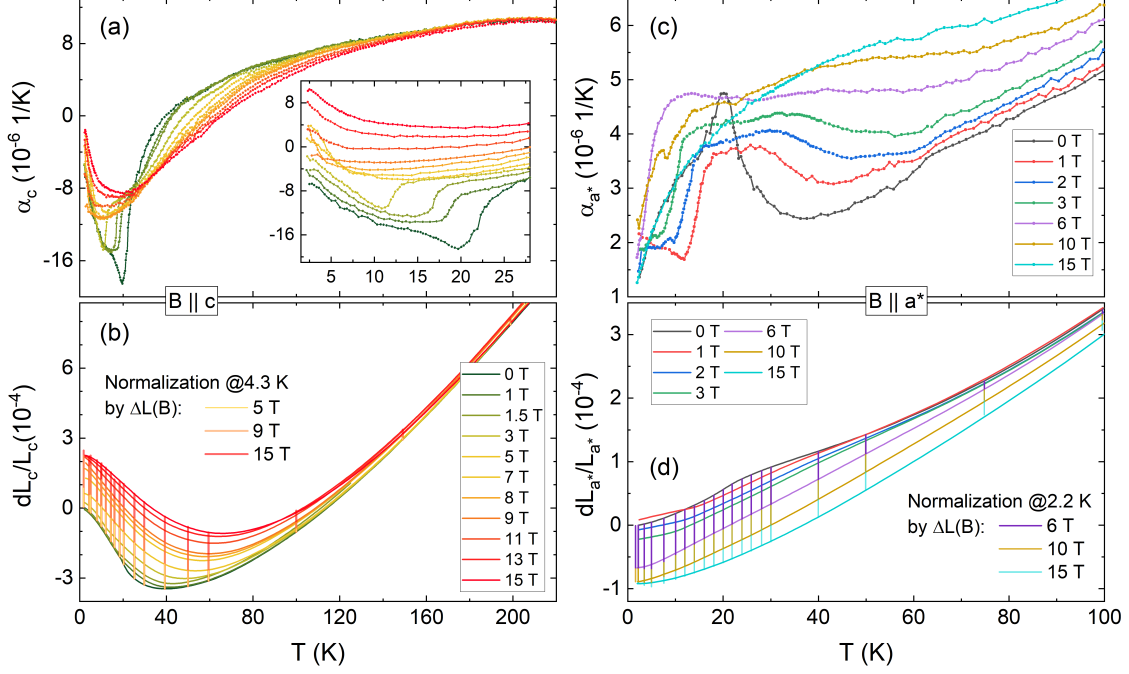 (a)
8
0
-8
-16
α_c (10^-6 1/K)
8
0
-8
-16
5
10
15
20
25
B || c
(b)
6
3
0
-3
dL_c/L_c(10^-4)
Normalization @4.3 K
by ΔL(B):
5 T
9 T
15 T
0 T
1 T
1.5 T
3 T
5 T
7 T
8 T
9 T
11 T
13 T
15 T
0
40
80
120
160
200
T (K)
(c)
6
5
4
3
2
1
α_a* (10^-6 1/K)
0 T
1 T
2 T
3 T
6 T
10 T
15 T
B || a*
3
2
1
0
-1
dL_a*/L_a* (10^-4)
0 T
1 T
2 T
3 T
6 T
10 T
15 T
(d)
Normalization @2.2 K
by ΔL(B):
6 T
10 T
15 T
0
20
40
60
80
100
T (K)